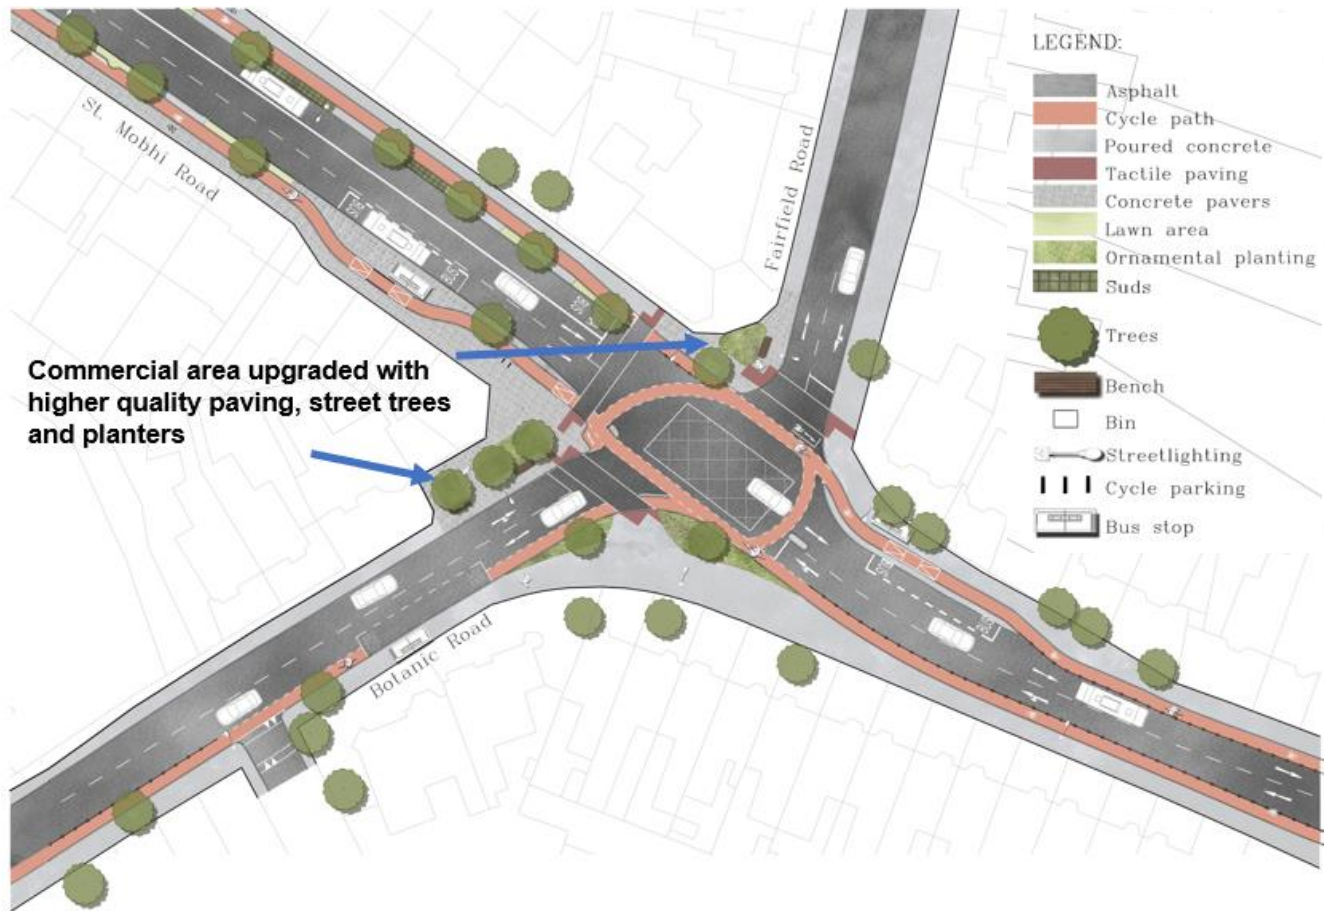 LEGEND:
Asphalt
Cycle path
Poured concrete
Tactile paving
Concrete pavers
Lawn area
Ornamental planting
Suds
Trees
Bench
Bin
Streetlighting
Cycle parking
Bus stop
St. Mobhi Road
Fairfield Road
Commercial area upgraded with
higher quality paving, street trees
and planters
Botanic Road